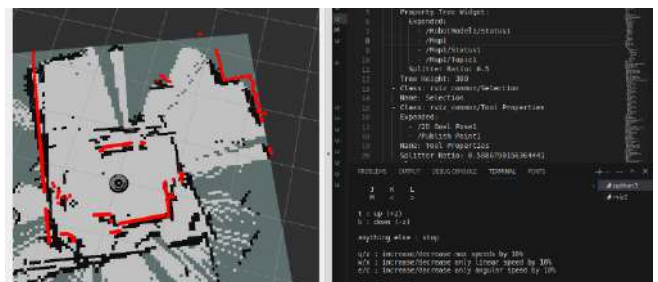 Property Tree Widget:
Expanded:
- /RobotModel1/Status1
- /Map1
- /Map1/Status1
- /Map1/Topic1
Splitter Ratio: 0.5
Tree Height: 300
- Class: rviz_common/Selection
Name: Selection
- Class: rviz_common/Tool Properties
Expanded:
- /2D Goal Pose1
- /Publish Point1
Name: Tool Properties
Splitter Ratio: 0.5886790156364441
PROBLEMS OUTPUT DEBUG CONSOLE TERMINAL PORTS
J K L
M < >
t : up (+z)
b : down (-z)
anything else : stop
q/z : increase/decrease max speeds by 10%
w/x : increase/decrease only linear speed by 10%
e/c : increase/decrease only angular speed by 10%
python3
rviz2